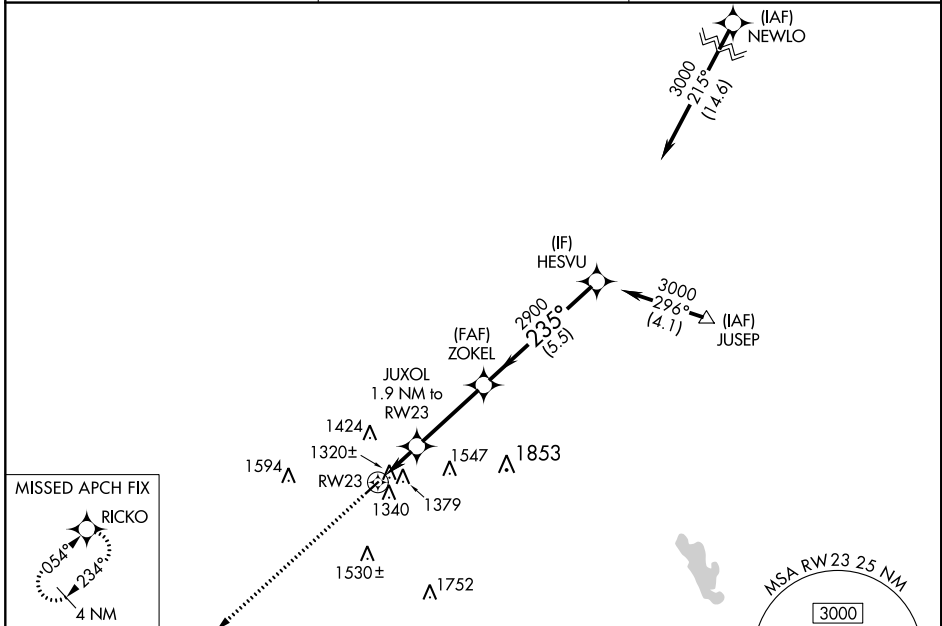 (IAF)
NEWLO
3000
215°
(14.6)
(IF)
HESVU
3000
296°
(4.1)
(IAF)
JUSEP
2900
235°
(5.5)
(FAF)
ZOKEL
JUXOL
1.9 NM to
RW23
1424
1320±
1547
1853
1594
RW23
1379
1340
1530±
1752
MISSED APCH FIX
RICKO
054°
234°
4 NM
MSA RW 23 25 NM
3000